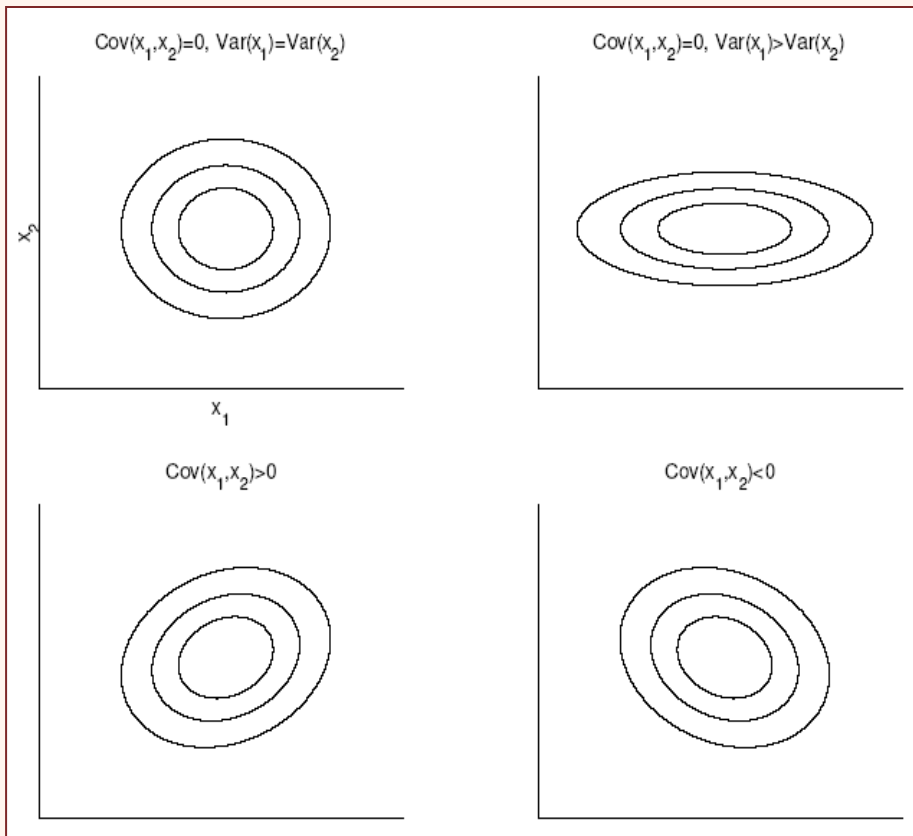 Cov(x₁,x₂)=0, Var(x₁)=Var(x₂)
Cov(x₁,x₂)=0, Var(x₁)>Var(x₂)
x₂
x₁
Cov(x₁,x₂)>0
Cov(x₁,x₂)<0